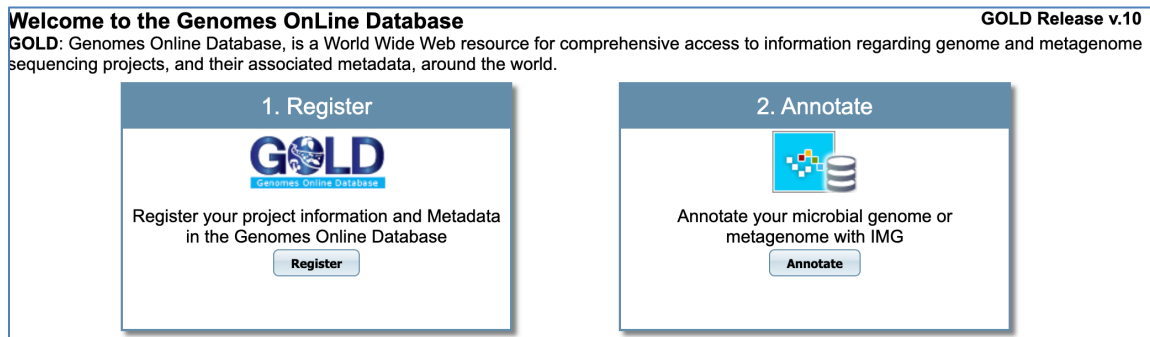 Welcome to the Genomes OnLine Database
GOLD Release v.10
GOLD: Genomes Online Database, is a World Wide Web resource for comprehensive access to information regarding genome and metagenome
sequencing projects, and their associated metadata, around the world.
1. Register
GOLD
Genomes Online Database
Register your project information and Metadata
in the Genomes Online Database
Register
2. Annotate
Annotate your microbial genome or
metagenome with IMG
Annotate